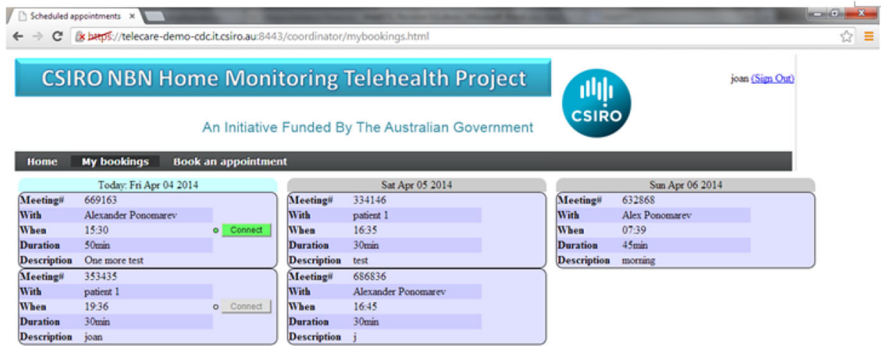 Scheduled appointments
https://telecare-demo-cdc.it.csiro.au:8443/coordinator/mybookings.html
CSIRO NBN Home Monitoring Telehealth Project
An Initiative Funded By The Australian Government
CSIRO
joan (Sign Out)
Home My bookings Book an appointment
Today: Fri Apr 04 2014
Meeting# 669163
With Alexander Ponomarev
When 15:30 Connect
Duration 50min
Description One more test
Meeting# 353435
With patient 1
When 19:36 Connect
Duration 30min
Description joan
Sat Apr 05 2014
Meeting# 334146
With patient 1
When 16:35
Duration 30min
Description test
Meeting# 686836
With Alexander Ponomarev
When 16:45
Duration 30min
Description j
Sun Apr 06 2014
Meeting# 632868
With Alex Ponomarev
When 07:39
Duration 45min
Description morning